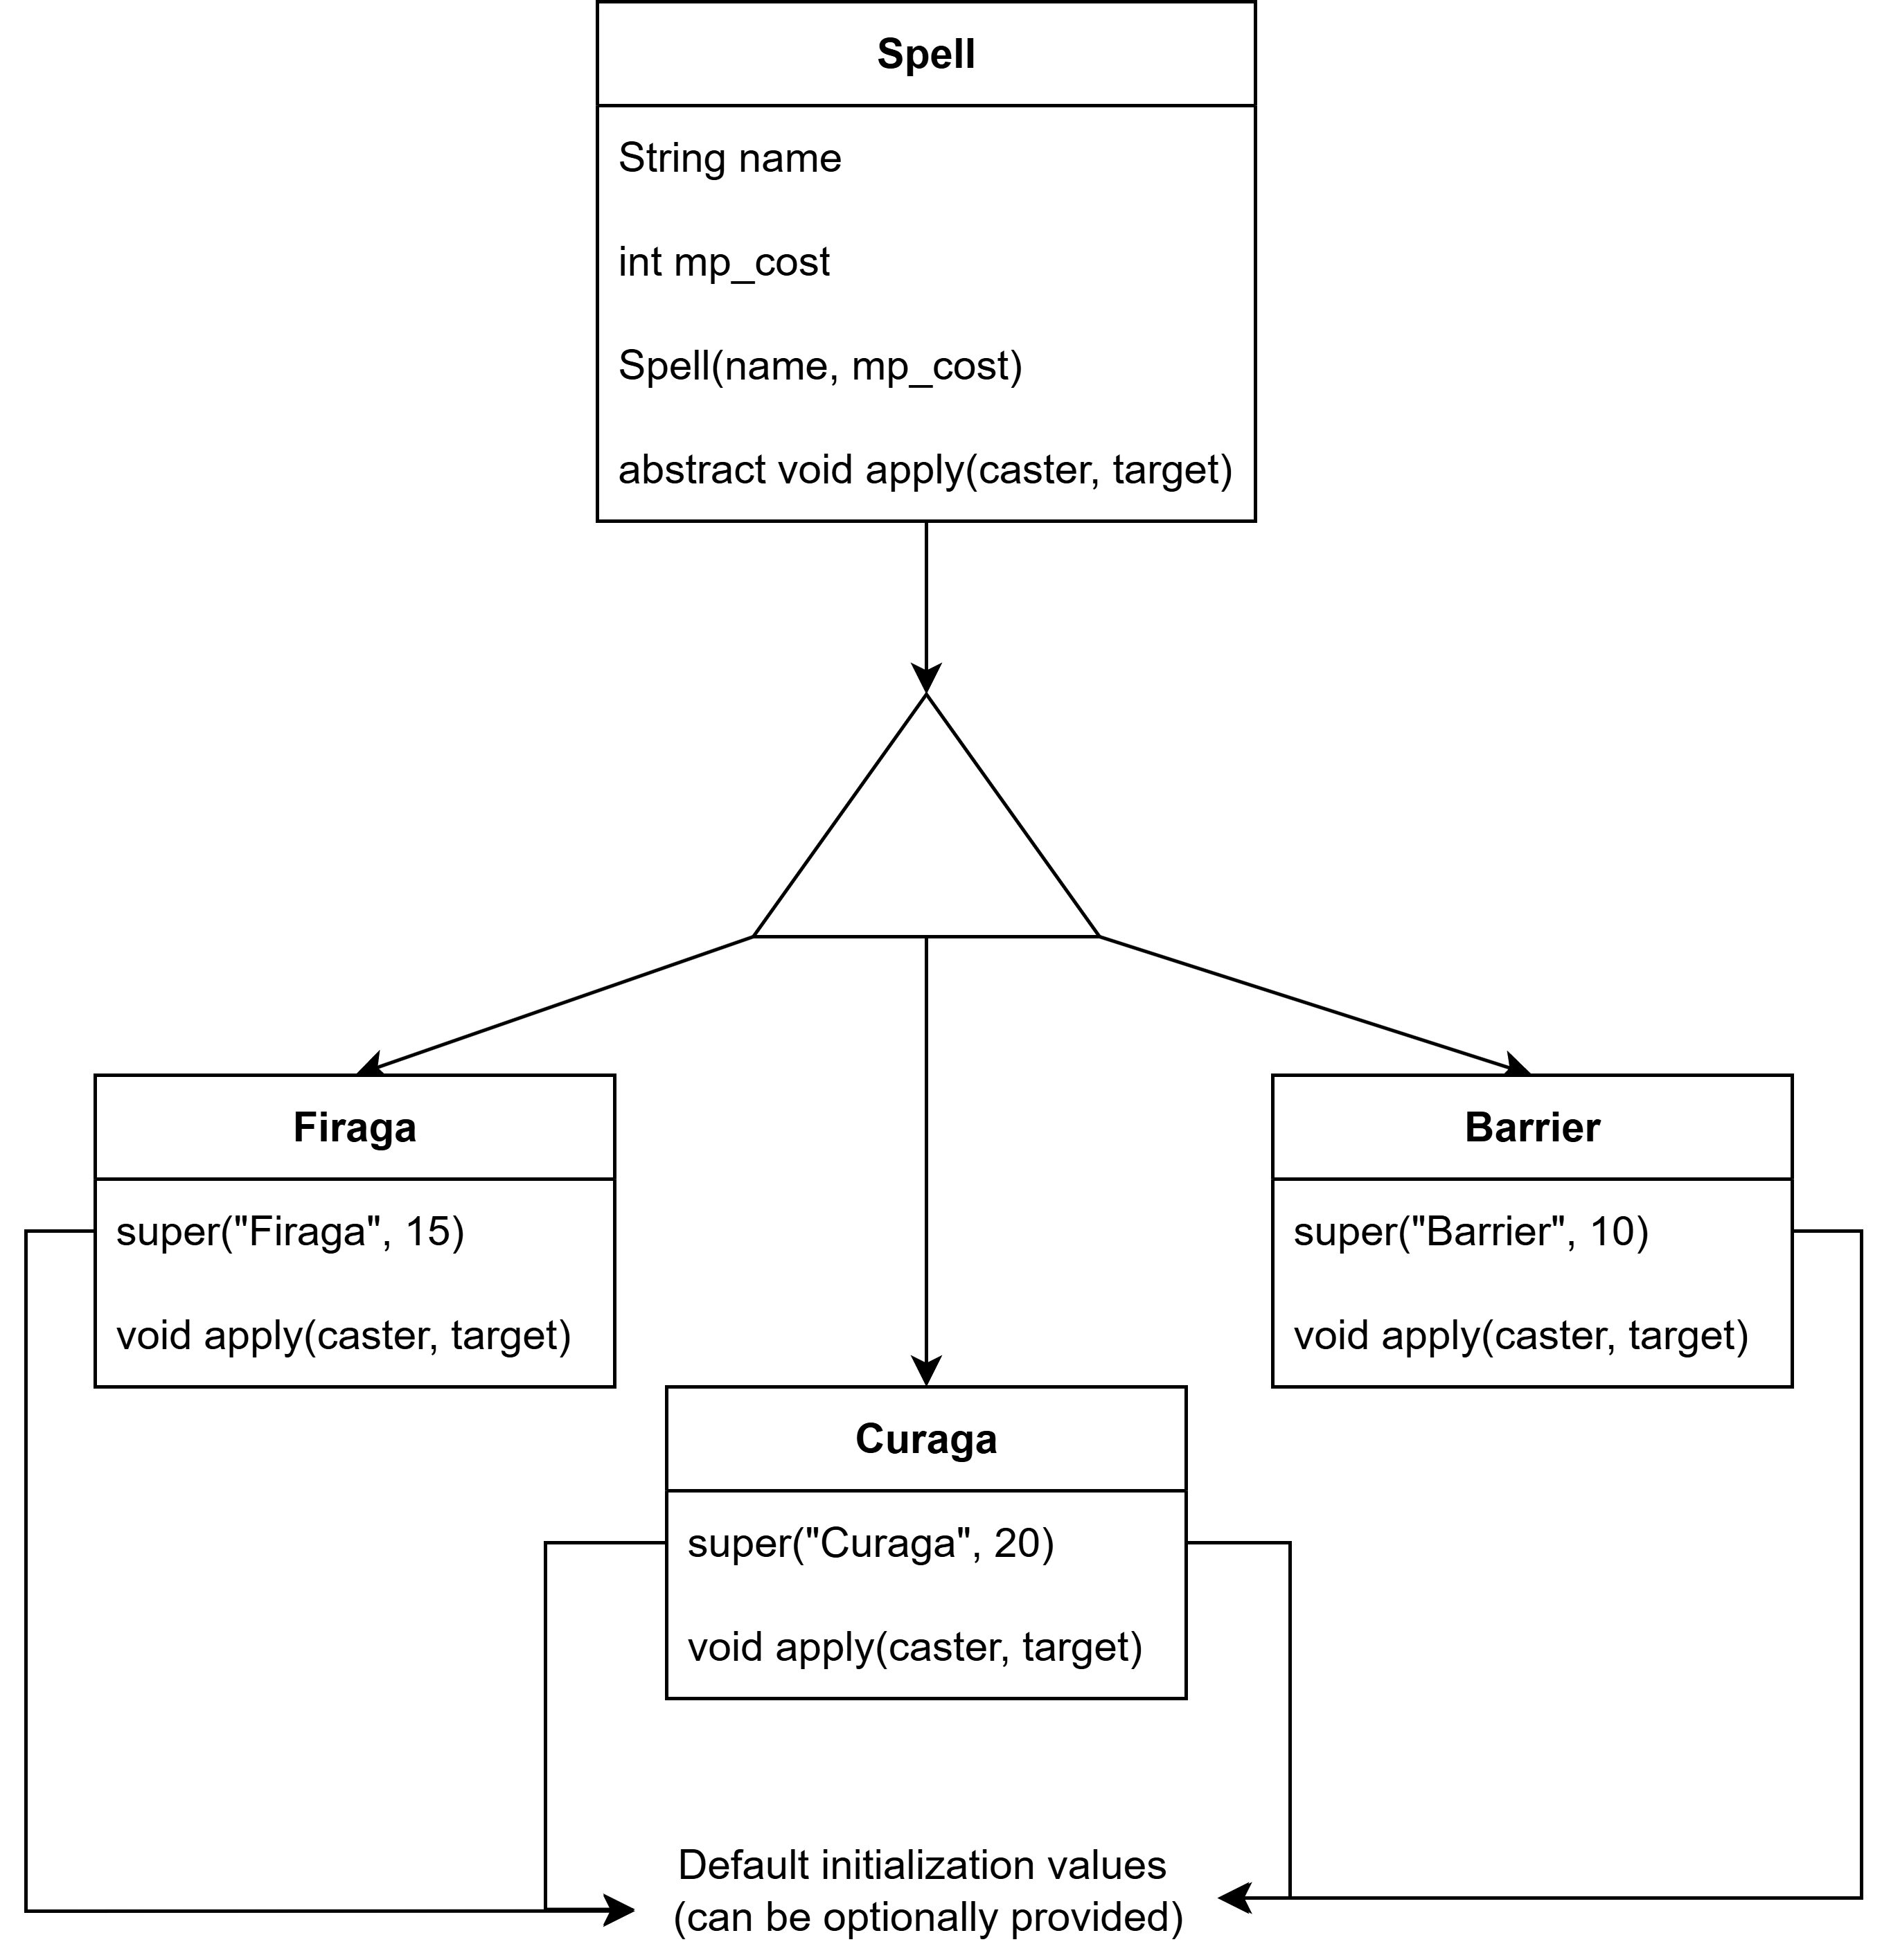 Spell
String name
int mp_cost
Spell(name, mp_cost)
abstract void apply(caster, target)
Firaga
super("Firaga", 15)
void apply(caster, target)
Barrier
super("Barrier", 10)
void apply(caster, target)
Curaga
super("Curaga", 20)
void apply(caster, target)
Default initialization values
(can be optionally provided)